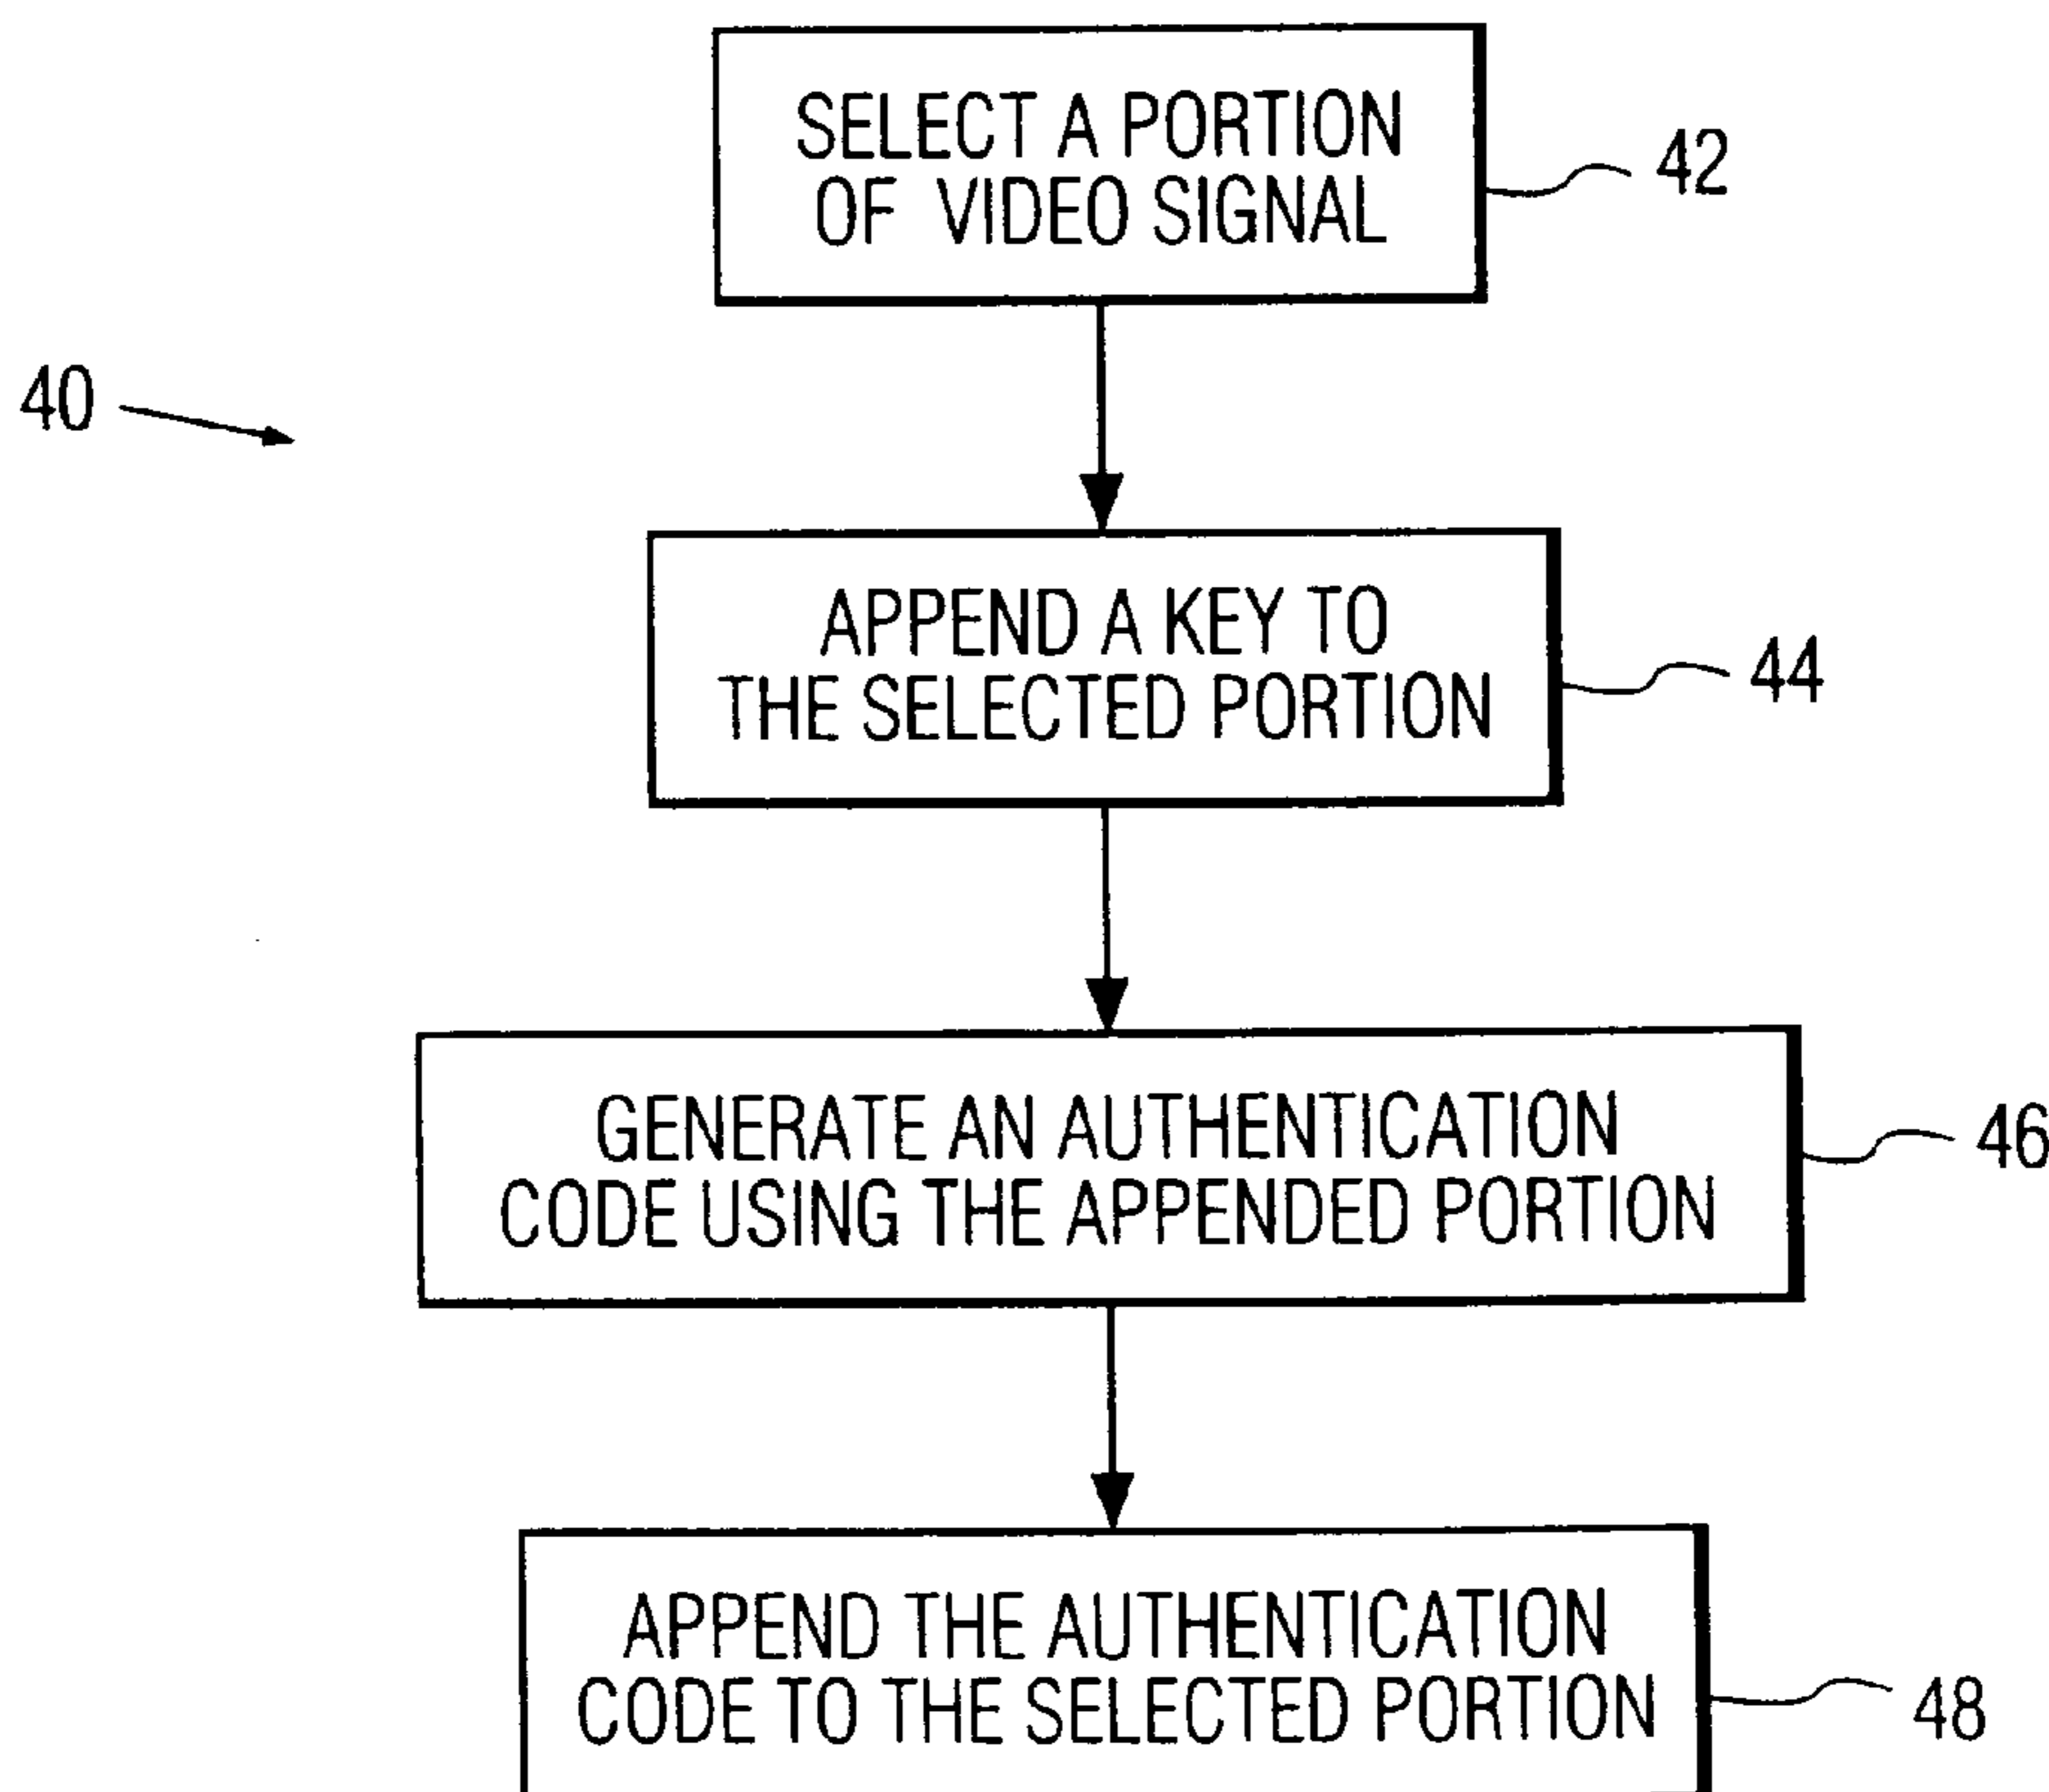 SELECT A PORTION
OF VIDEO SIGNAL
42
40
APPEND A KEY TO
THE SELECTED PORTION
44
GENERATE AN AUTHENTICATION
CODE USING THE APPENDED PORTION
46
APPEND THE AUTHENTICATION
CODE TO THE SELECTED PORTION
48